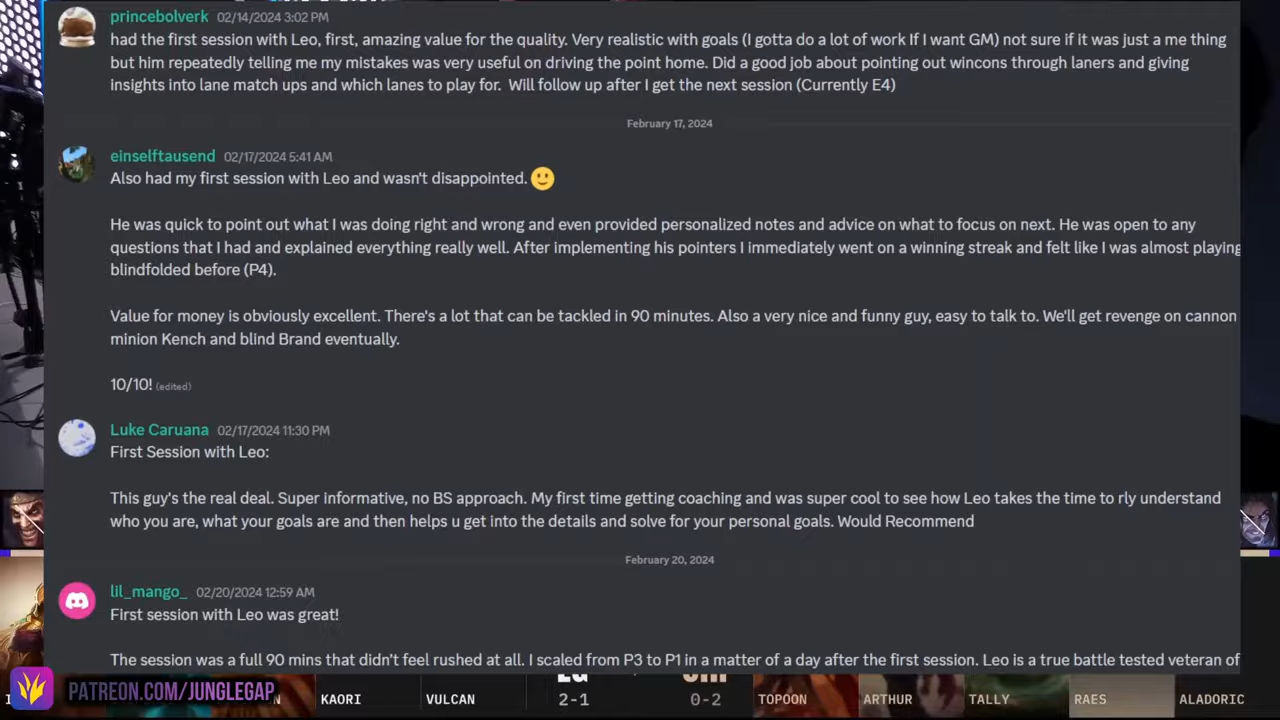 princebolverk 02/14/2024 3:02 PM
had the first session with Leo, first, amazing value for the quality. Very realistic with goals (I gotta do a lot of work If I want GM) not sure if it was just a me thing
but him repeatedly telling me my mistakes was very useful on driving the point home. Did a good job about pointing out wincons through laners and giving
insights into lane match ups and which lanes to play for. Will follow up after I get the next session (Currently E4)
February 17, 2024
einselftausend 02/17/2024 5:41 AM
Also had my first session with Leo and wasn't disappointed. 🙂
He was quick to point out what I was doing right and wrong and even provided personalized notes and advice on what to focus on next. He was open to any
questions that I had and explained everything really well. After implementing his pointers I immediately went on a winning streak and felt like I was almost playing
blindfolded before (P4).
Value for money is obviously excellent. There's a lot that can be tackled in 90 minutes. Also a very nice and funny guy, easy to talk to. We'll get revenge on cannon
minion Kench and blind Brand eventually.
10/10! (edited)
Luke Caruana 02/17/2024 11:30 PM
First Session with Leo:
This guy's the real deal. Super informative, no BS approach. My first time getting coaching and was super cool to see how Leo takes the time to rly understand
who you are, what your goals are and then helps u get into the details and solve for your personal goals. Would Recommend
February 20, 2024
lil_mango_ 02/20/2024 12:59 AM
First session with Leo was great!
The session was a full 90 mins that didn't feel rushed at all. I scaled from P3 to P1 in a matter of a day after the first session. Leo is a true battle tested veteran of
PATREON.COM/JUNGLEGAP
KAORI VULCAN 2-1 0-2 TOPOON ARTHUR TALLY RAES ALADORIC